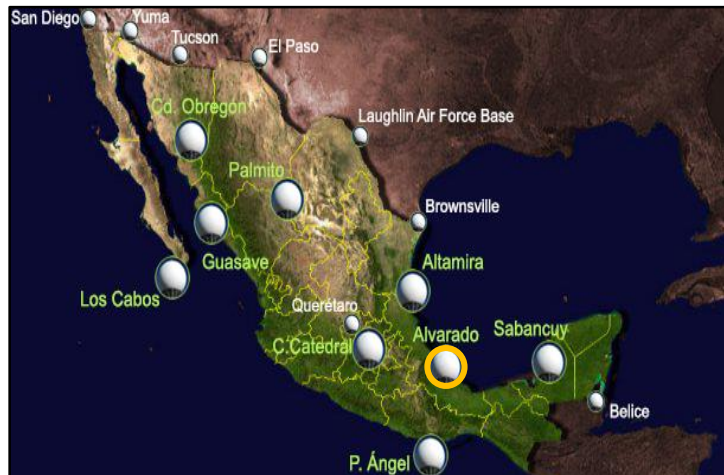 San Diego
Yuma
Tucson
El Paso
Cd. Obregón
Laughlin Air Force Base
Palmito
Brownsville
Guasave
Altamira
Los Cabos
Querétaro
C.Catedral
Alvarado
Sabancuy
Belice
P. Ángel